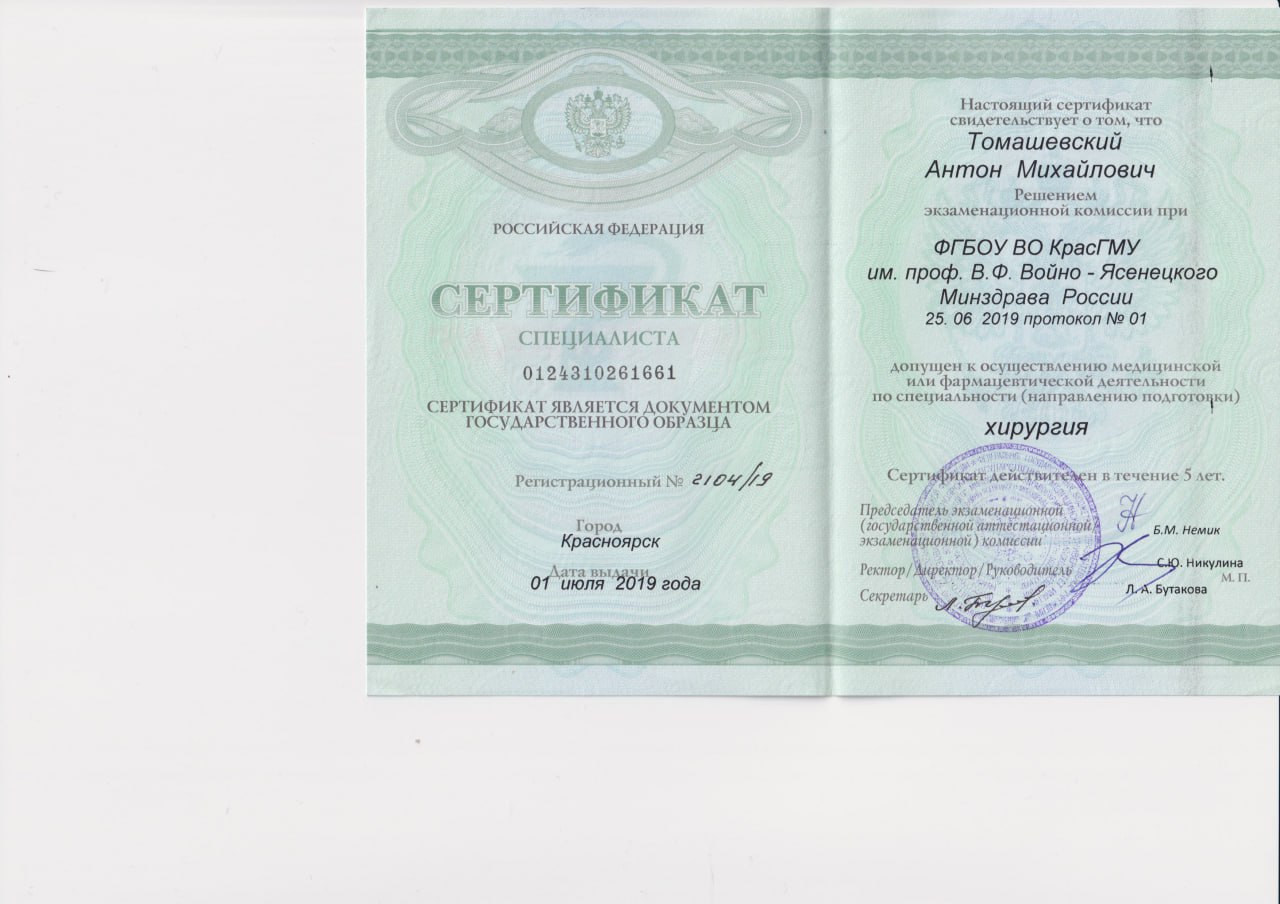 РОССИЙСКАЯ ФЕДЕРАЦИЯ
СЕРТИФИКАТ
СПЕЦИАЛИСТА
0124310261661
СЕРТИФИКАТ ЯВЛЯЕТСЯ ДОКУМЕНТОМ
ГОСУДАРСТВЕННОГО ОБРАЗЦА
Регистрационный № 2104/19
Город
Красноярск
Дата выдачи
01 июля 2019 года
Настоящий сертификат
свидетельствует о том, что
Томашевский
Антон Михайлович
Решением
экзаменационной комиссии при
ФГБОУ ВО КрасГМУ
им. проф. В.Ф. Войно - Ясенецкого
Минздрава России
25. 06 2019 протокол № 01
допущен к осуществлению медицинской
или фармацевтической деятельности
по специальности (направлению подготовки)
хирургия
Сертификат действителен в течение 5 лет.
Председатель экзаменационной
(государственной аттестационной,
экзаменационной) комиссии
Б.М. Немик
Ректор/Директор/Руководитель
С.Ю. Никулина
М. П.
Секретарь
Л. А. Бутакова